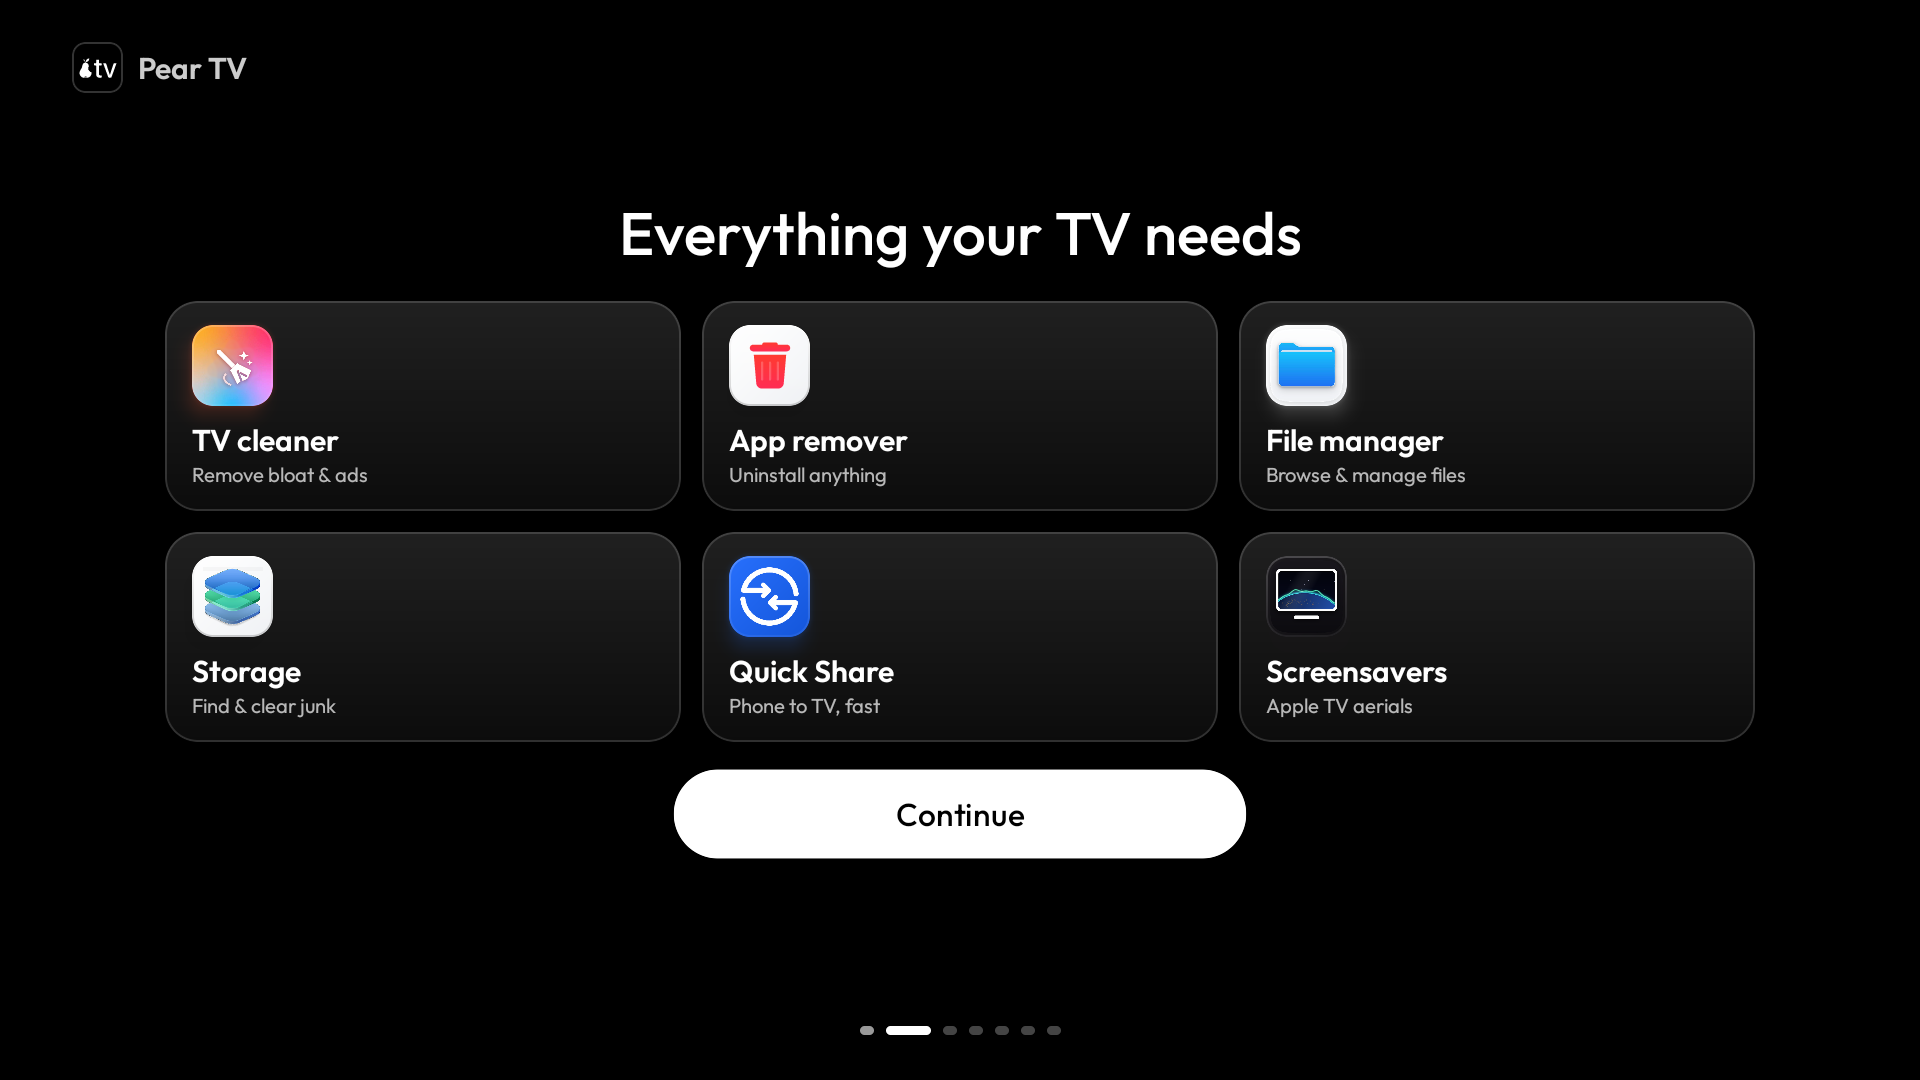 tv Pear TV
Everything your TV needs
TV cleaner
Remove bloat & ads
App remover
Uninstall anything
File manager
Browse & manage files
Storage
Find & clear junk
Quick Share
Phone to TV, fast
Screensavers
Apple TV aerials
Continue